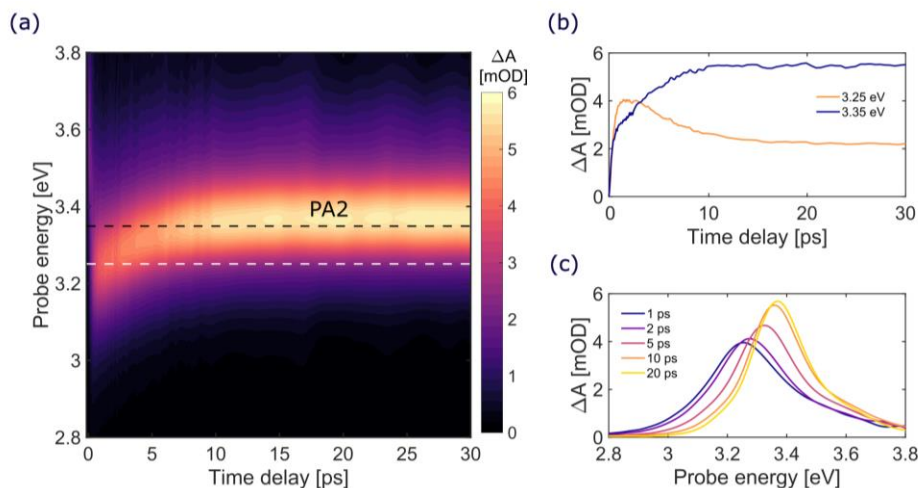 (a)
3.8
3.6
3.4
3.2
3
2.8
Probe energy [eV]
PA2
0
5
10
15
20
25
30
Time delay [ps]
ΔA
[mOD]
6
5
4
3
2
1
0
(b)
6
4
2
0
ΔA [mOD]
3.25 eV
3.35 eV
0
10
20
30
Time delay [ps]
(c)
6
4
2
0
ΔA [mOD]
1 ps
2 ps
5 ps
10 ps
20 ps
2.8
3
3.2
3.4
3.6
3.8
Probe energy [eV]